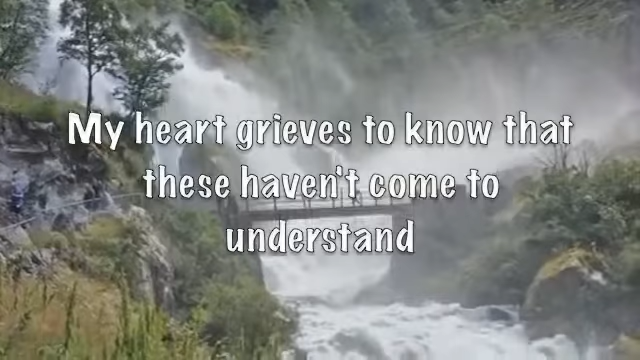 My heart grieves to know that
these haven't come to
understand